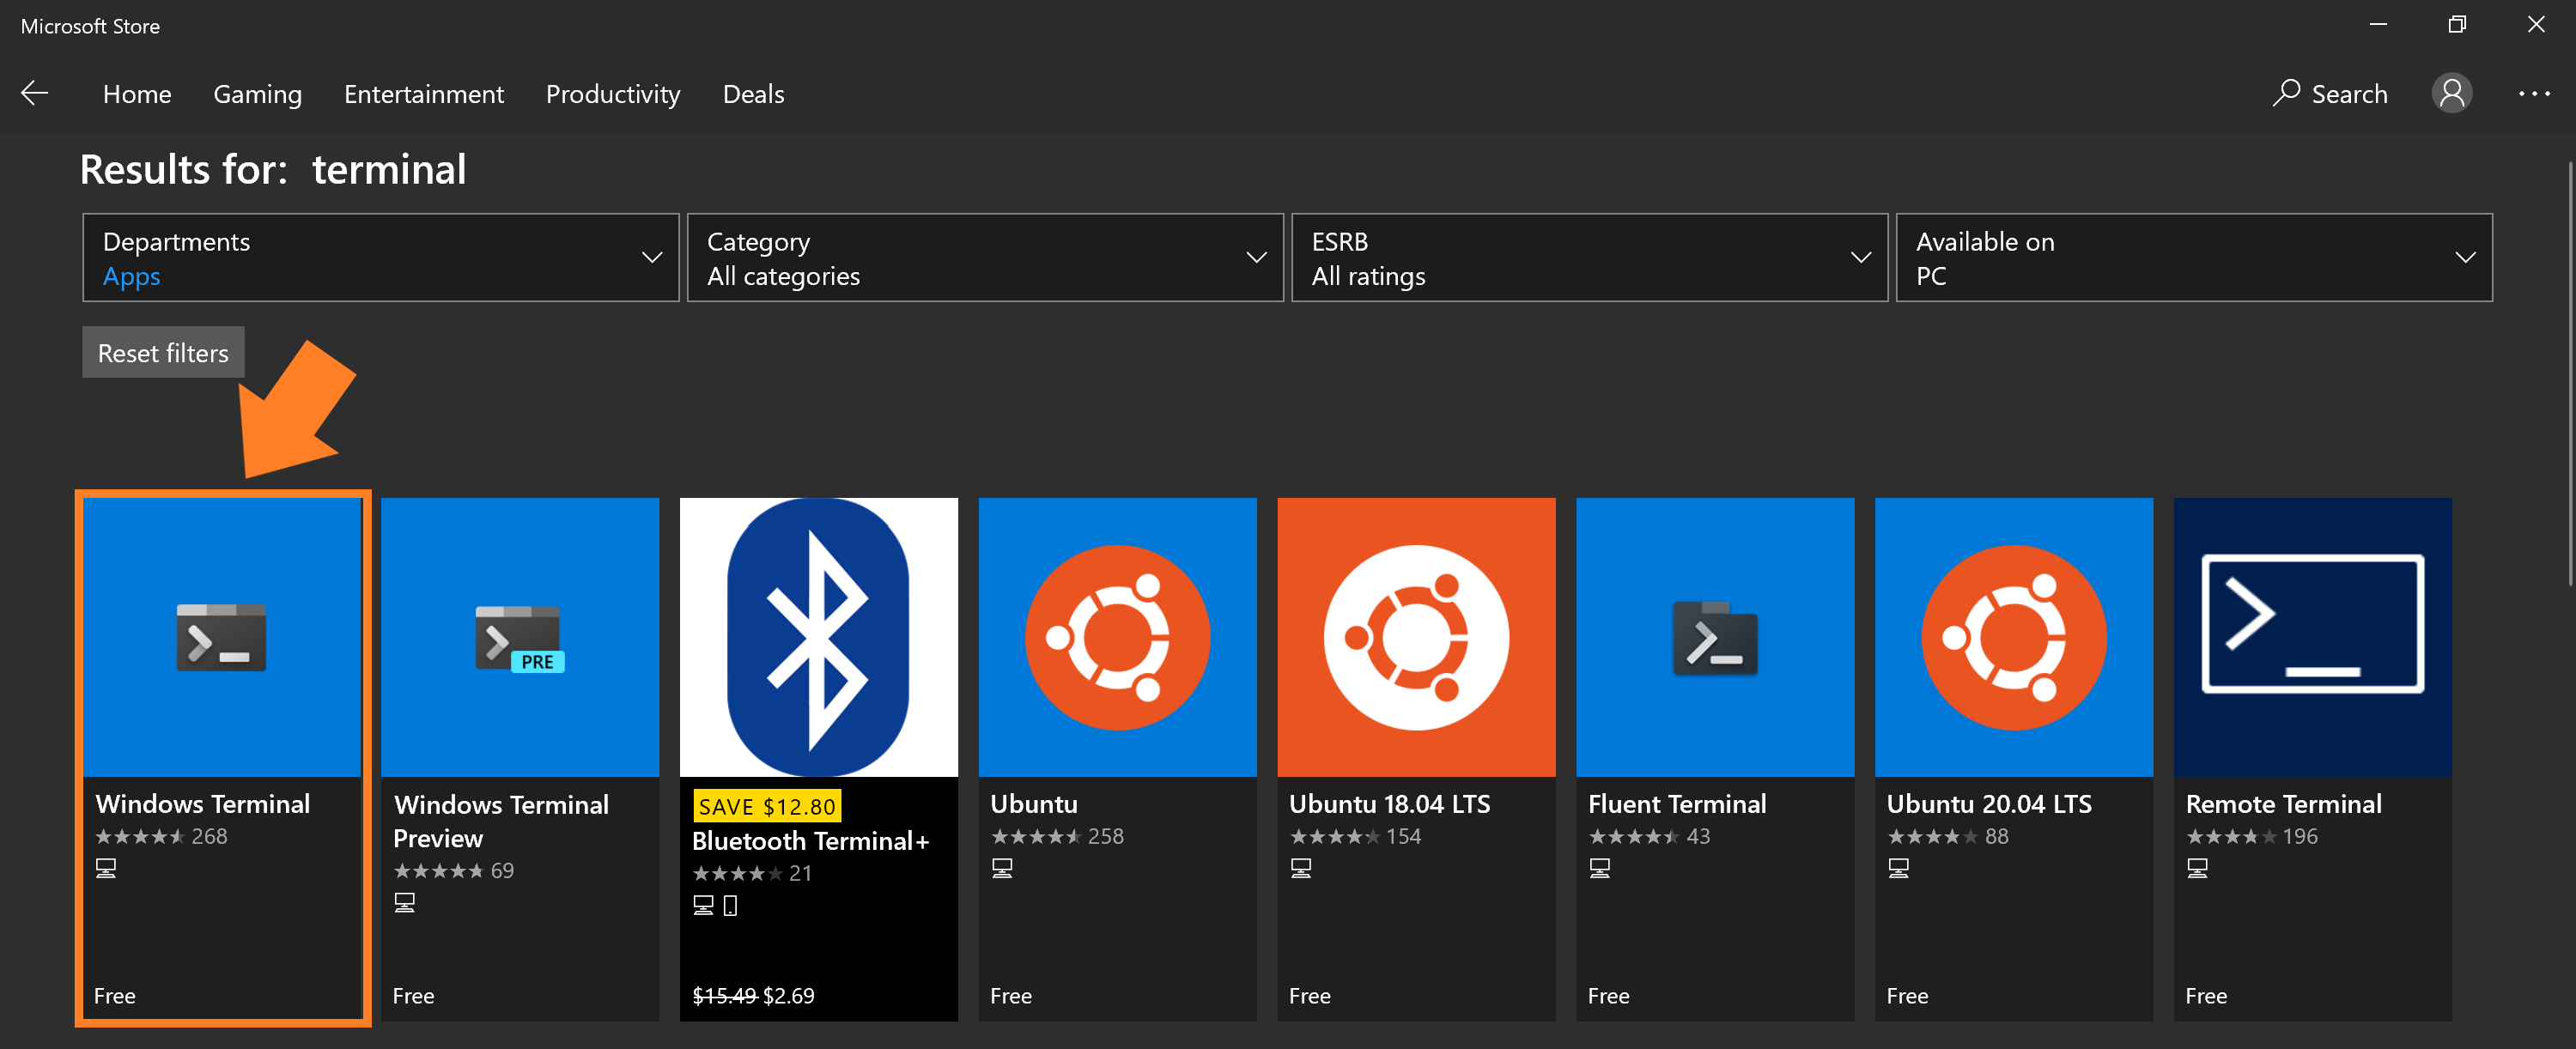 Microsoft Store
Home Gaming Entertainment Productivity Deals Search
Results for: terminal
Departments
Apps
Category
All categories
ESRB
All ratings
Available on
PC
Reset filters
PRE
Windows Terminal
268
Free
Windows Terminal
Preview
69
Free
SAVE $12.80
Bluetooth Terminal+
21
$15.49 $2.69
Ubuntu
258
Free
Ubuntu 18.04 LTS
154
Free
Fluent Terminal
43
Free
Ubuntu 20.04 LTS
88
Free
Remote Terminal
196
Free